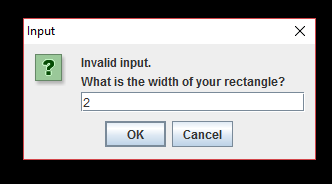 Input
Invalid input.
What is the width of your rectangle?
2
OK Cancel